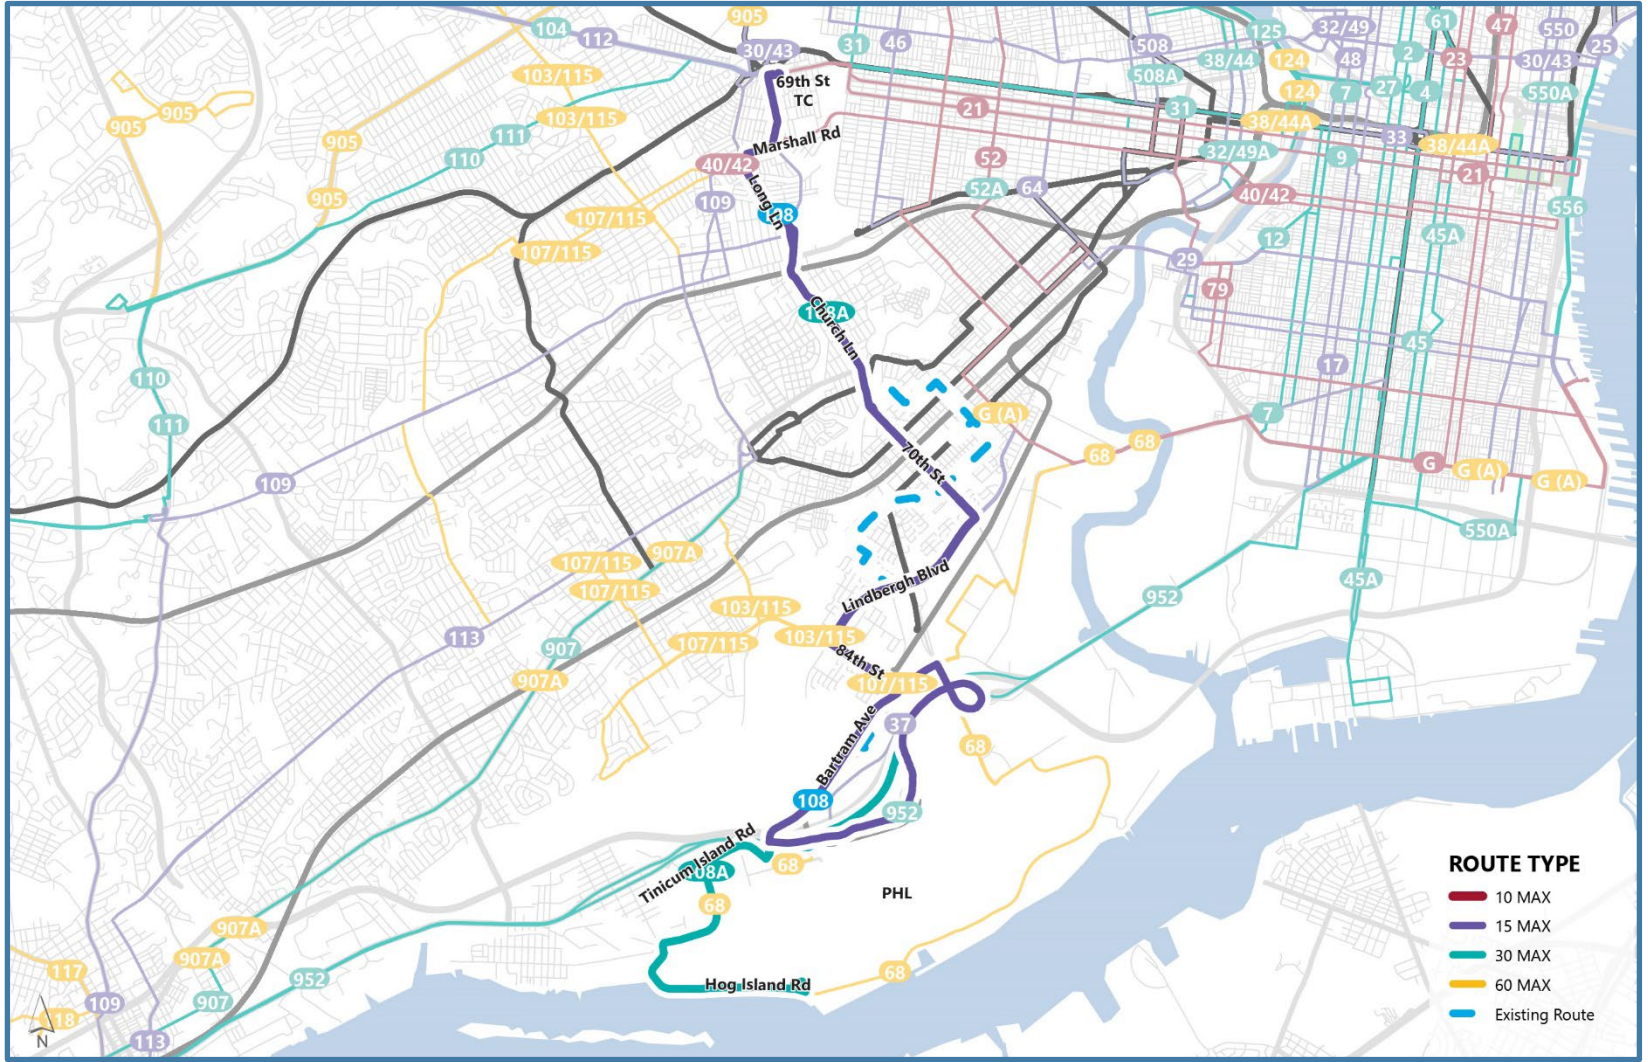 905
104
112
30/43
31
46
508
125
32/49
61
47
550
25
2
23
30/43
48
38/44
124
103/115
905
905
69th St
TC
508A
124
7
27
4
550A
103/115
111
905
110
21
31
38/44A
33
38/44A
Marshall Rd
40/42
52
32/49A
9
21
52A
64
40/42
905
Long Ln
109
107/115
108
556
107/115
12
45A
29
79
Church Ln
108A
45
17
110
111
G (A)
7
68
68
70th St
G
G (A)
G (A)
109
550A
107/115
907A
Lindbergh Blvd
107/115
45A
952
103/115
103/115
113
107/115
907
84th St
907A
107/115
Bartram Ave
37
68
108
952
Tinicum Island Rd
68
108A
68
PHL
907A
907A
117
952
68
Hog Island Rd
109
907
118
113
N
ROUTE TYPE
10 MAX
15 MAX
30 MAX
60 MAX
Existing Route